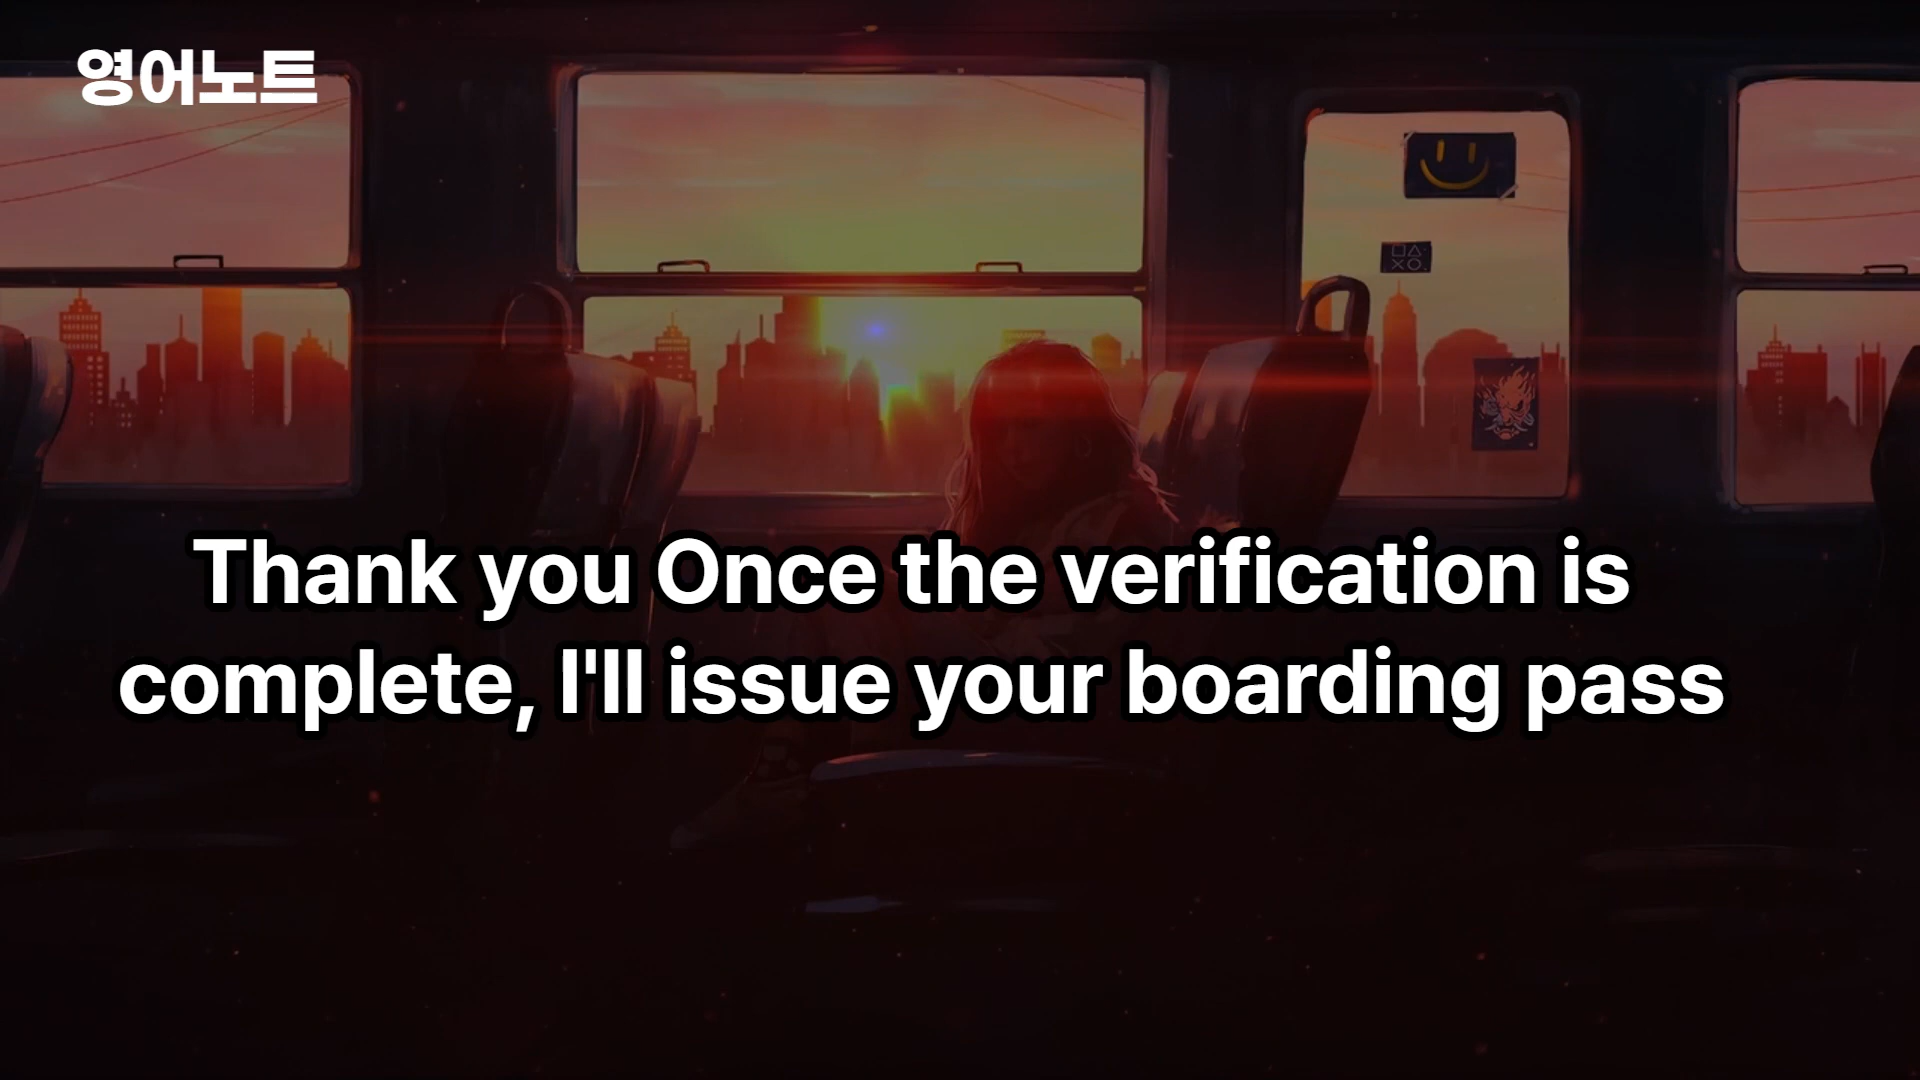 영어노트
Thank you Once the verification is
complete, I'll issue your boarding pass